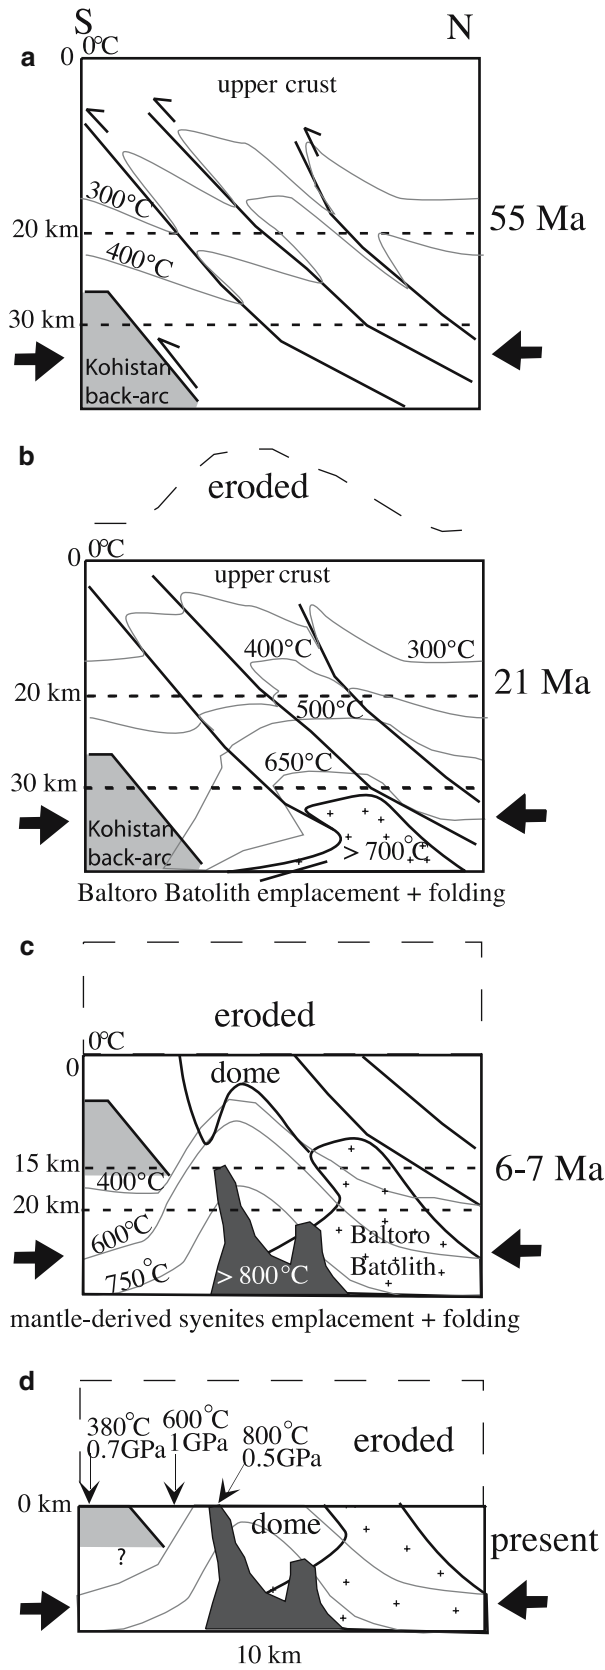 S N
a
0 0°C
upper crust
300°C
20 km
55 Ma
400°C
30 km
Kohistan
back-arc
b
eroded
0 0°C
upper crust
400°C 300°C
20 km
21 Ma
500°C
650°C
30 km
Kohistan
back-arc
> 700°C
Baltoro Batolith emplacement + folding
c
eroded
0°C
0
dome
15 km
6-7 Ma
400°C
20 km
600°C
Baltoro
Batolith
750°C
> 800°C
mantle-derived syenites emplacement + folding
d
380°C 600°C 800°C
0.7GPa 1GPa 0.5GPa
eroded
0 km
dome
present
?
10 km